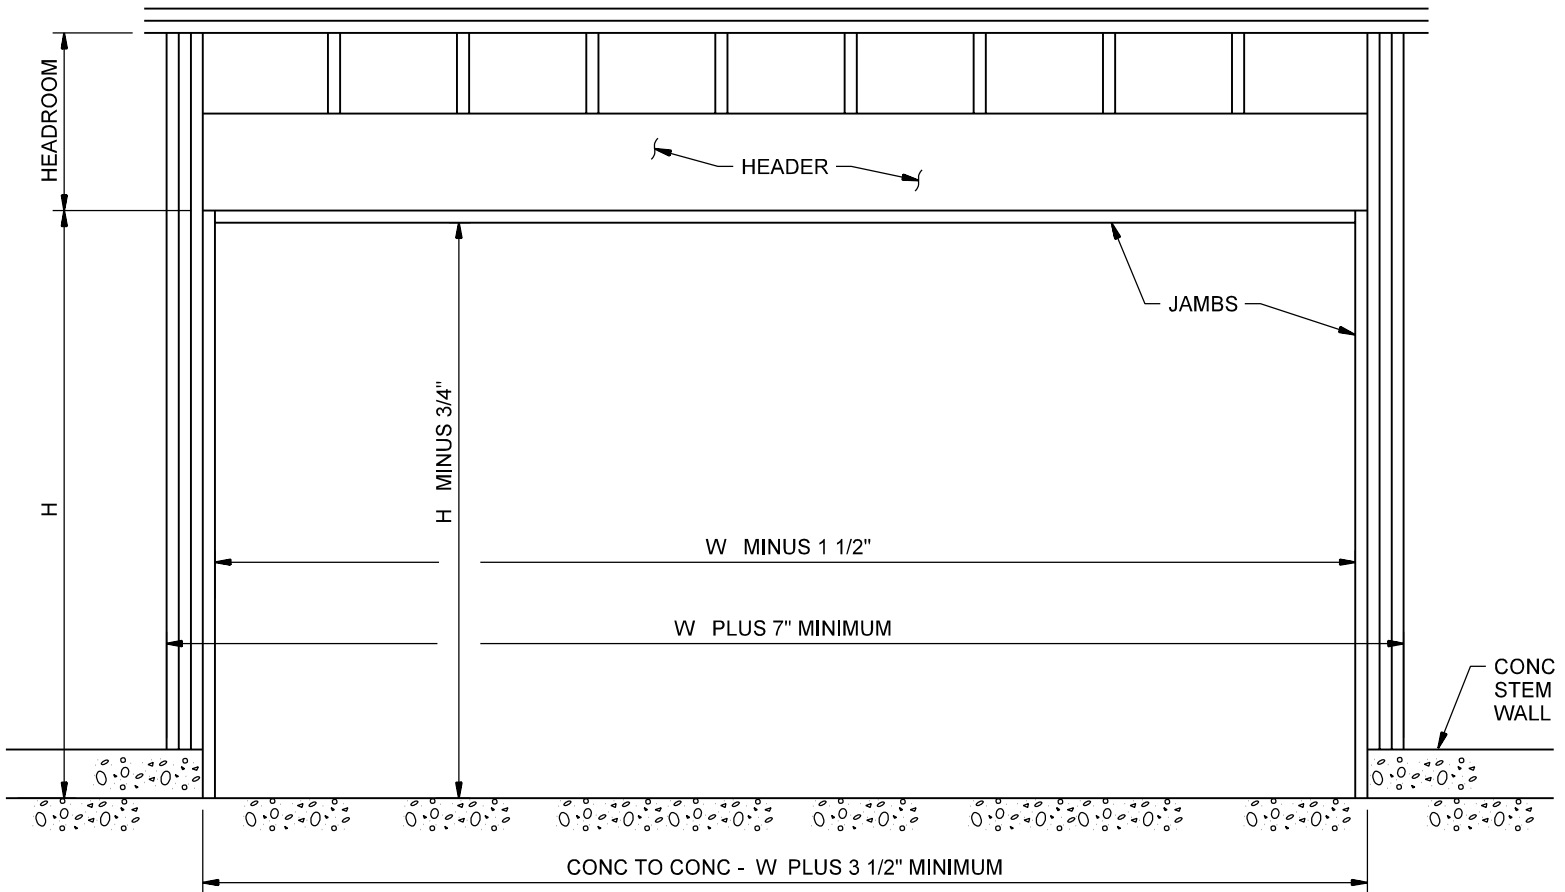 HEADROOM
HEADER
JAMBS
H
H MINUS 3/4"
W MINUS 1 1/2"
W PLUS 7" MINIMUM
CONC
STEM
WALL
CONC TO CONC - W PLUS 3 1/2" MINIMUM